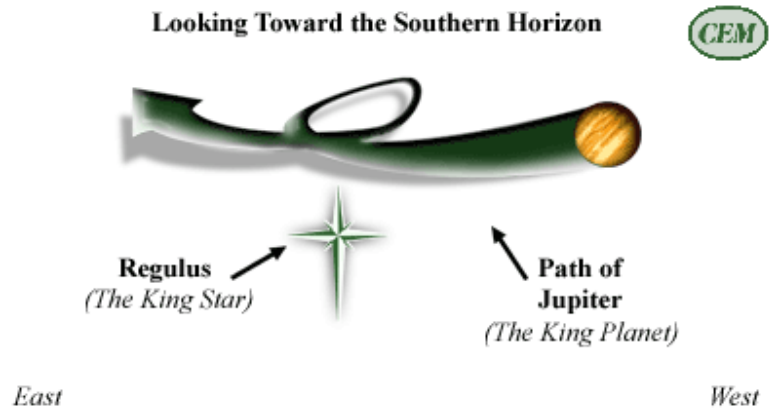 Looking Toward the Southern Horizon
CEM
Regulus
(The King Star)
Path of
Jupiter
(The King Planet)
East
West